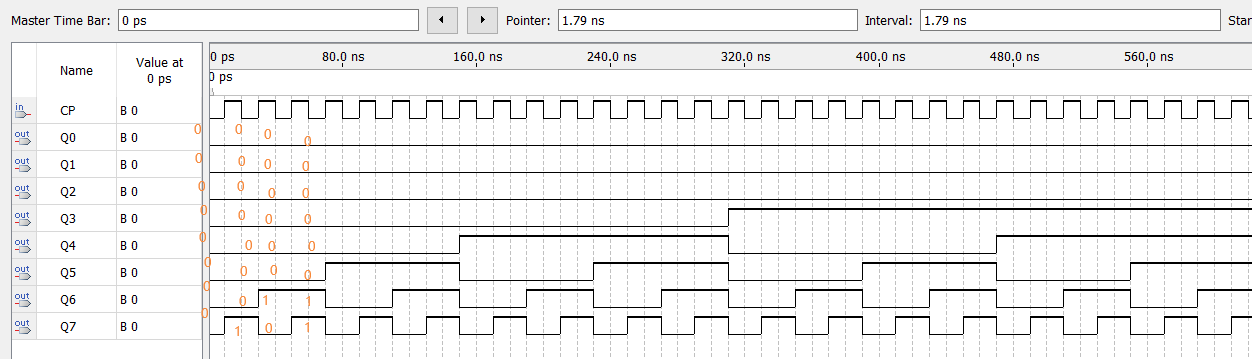 Master Time Bar: 0 ps Pointer: 1.79 ns Interval: 1.79 ns Star
Name Value at 0 ps
0 ps 80.0 ns 160.0 ns 240.0 ns 320.0 ns 400.0 ns 480.0 ns 560.0 ns
0 ps
in CP B 0
out Q0 B 0 0 0 0 0
out Q1 B 0 0 0 0 0
out Q2 B 0 0 0 0 0
out Q3 B 0 0 0 0 0
out Q4 B 0 0 0 0 0
out Q5 B 0 0 0 0 0
out Q6 B 0 0 0 1 1
out Q7 B 0 0 1 0 1